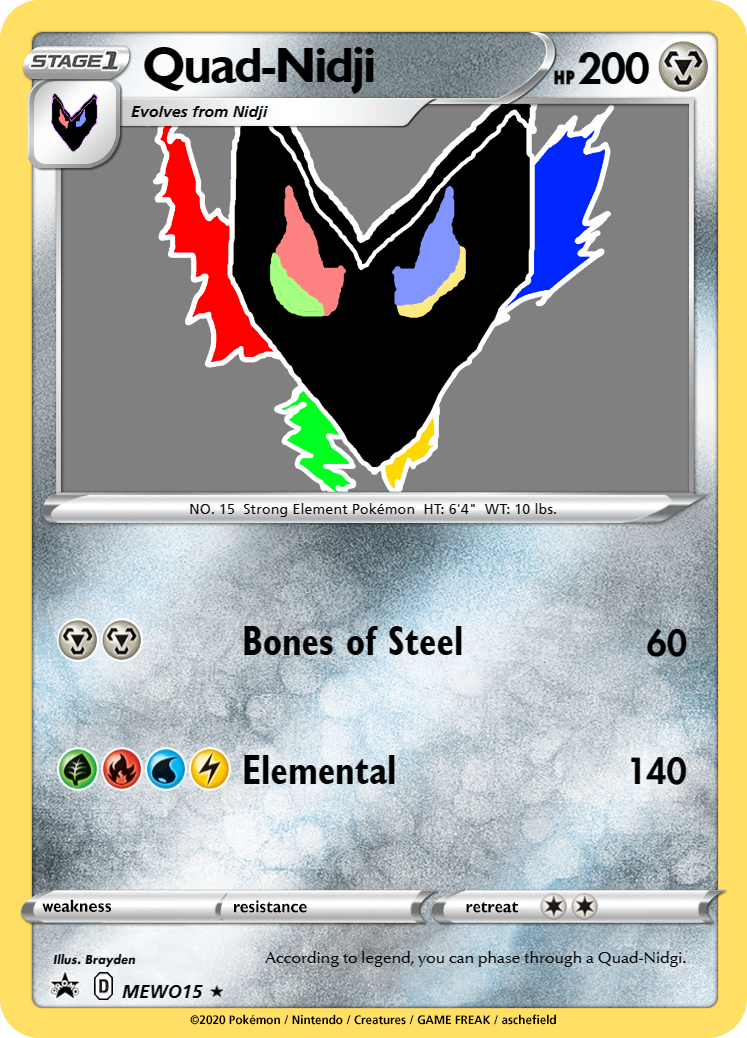 STAGE1 Quad-Nidji HP 200
Evolves from Nidji
NO. 15 Strong Element Pokémon HT: 6'4" WT: 10 lbs.
Bones of Steel 60
Elemental 140
weakness resistance retreat
Illus. Brayden According to legend, you can phase through a Quad-Nidgi.
D MEWO15
©2020 Pokémon / Nintendo / Creatures / GAME FREAK / aschefield